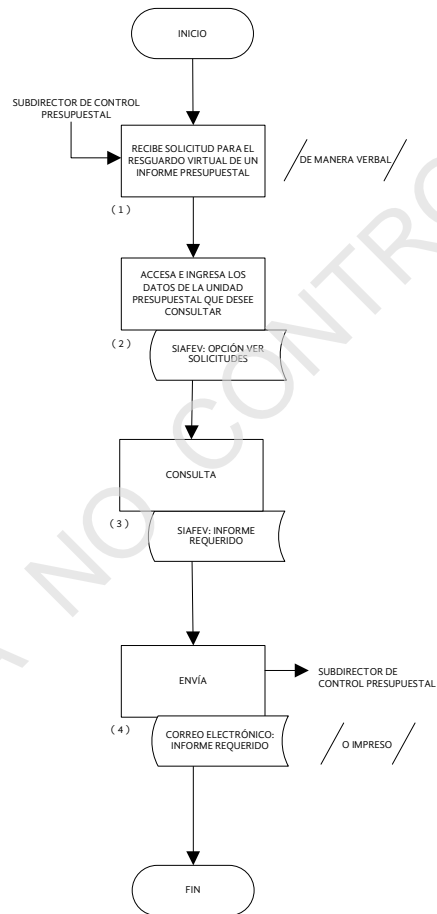 INICIO
SUBDIRECTOR DE CONTROL
PRESUPUESTAL
RECIBE SOLICITUD PARA EL
RESGUARDO VIRTUAL DE UN
INFORME PRESUPUESTAL
DE MANERA VERBAL
( 1 )
ACCESA E INGRESA LOS
DATOS DE LA UNIDAD
PRESUPUESTAL QUE DESEE
CONSULTAR
( 2 )
SIAFEV: OPCIÓN VER
SOLICITUDES
CONSULTA
( 3 )
SIAFEV: INFORME
REQUERIDO
ENVÍA
SUBDIRECTOR DE
CONTROL PRESUPUESTAL
( 4 )
CORREO ELECTRÓNICO:
INFORME REQUERIDO
O IMPRESO
FIN
A NO CONTRO